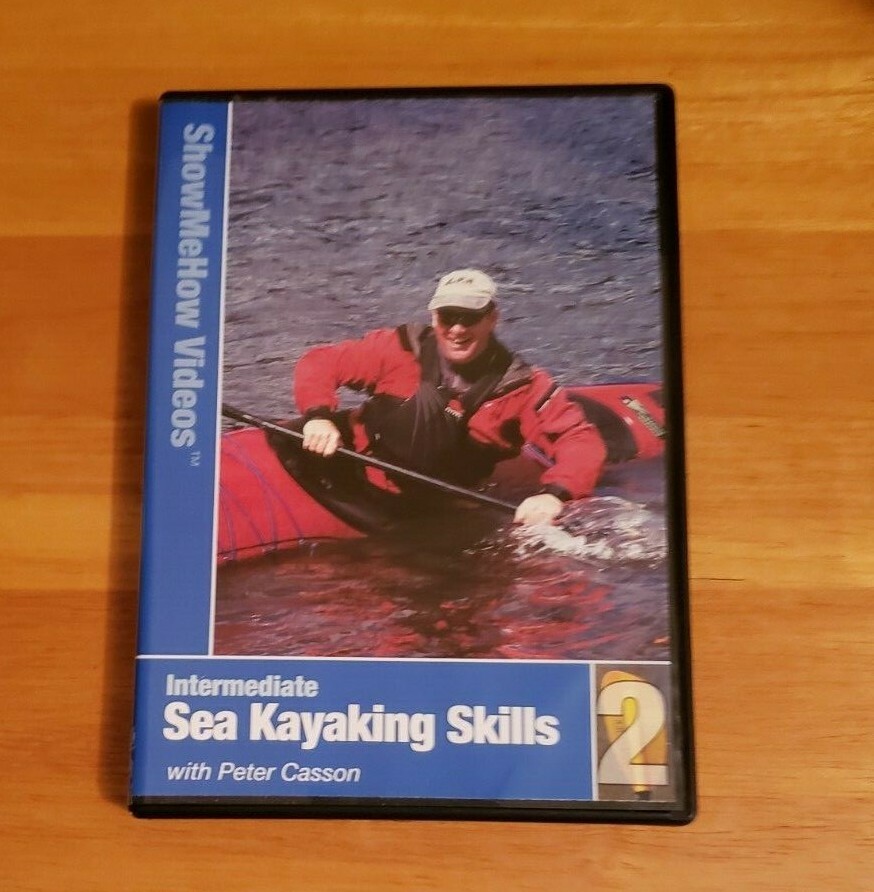 ShowMeHow Videos™
Intermediate
Sea Kayaking Skills
with Peter Casson
2